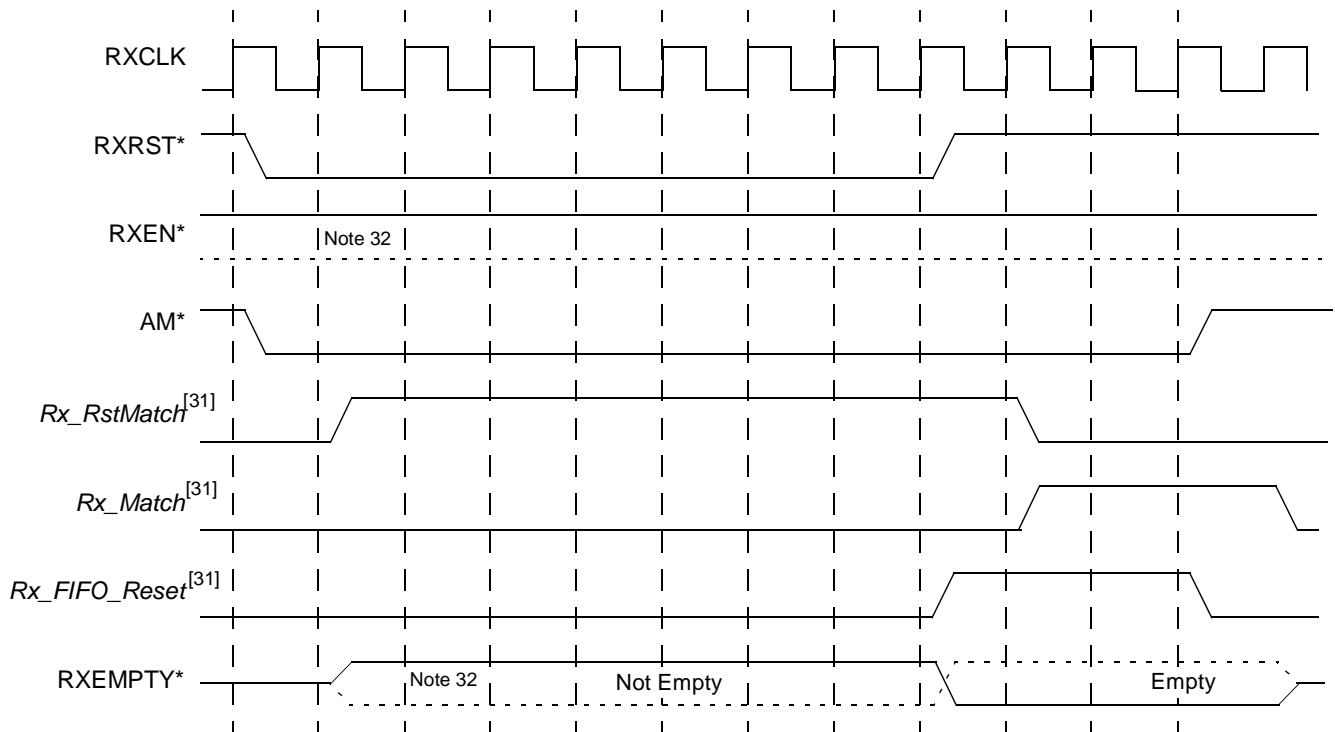 RXCLK
RXRST*
RXEN*
Note 32
AM*
Rx_RstMatch[31]
Rx_Match[31]
Rx_FIFO_Reset[31]
RXEMPTY*
Note 32
Not Empty
Empty